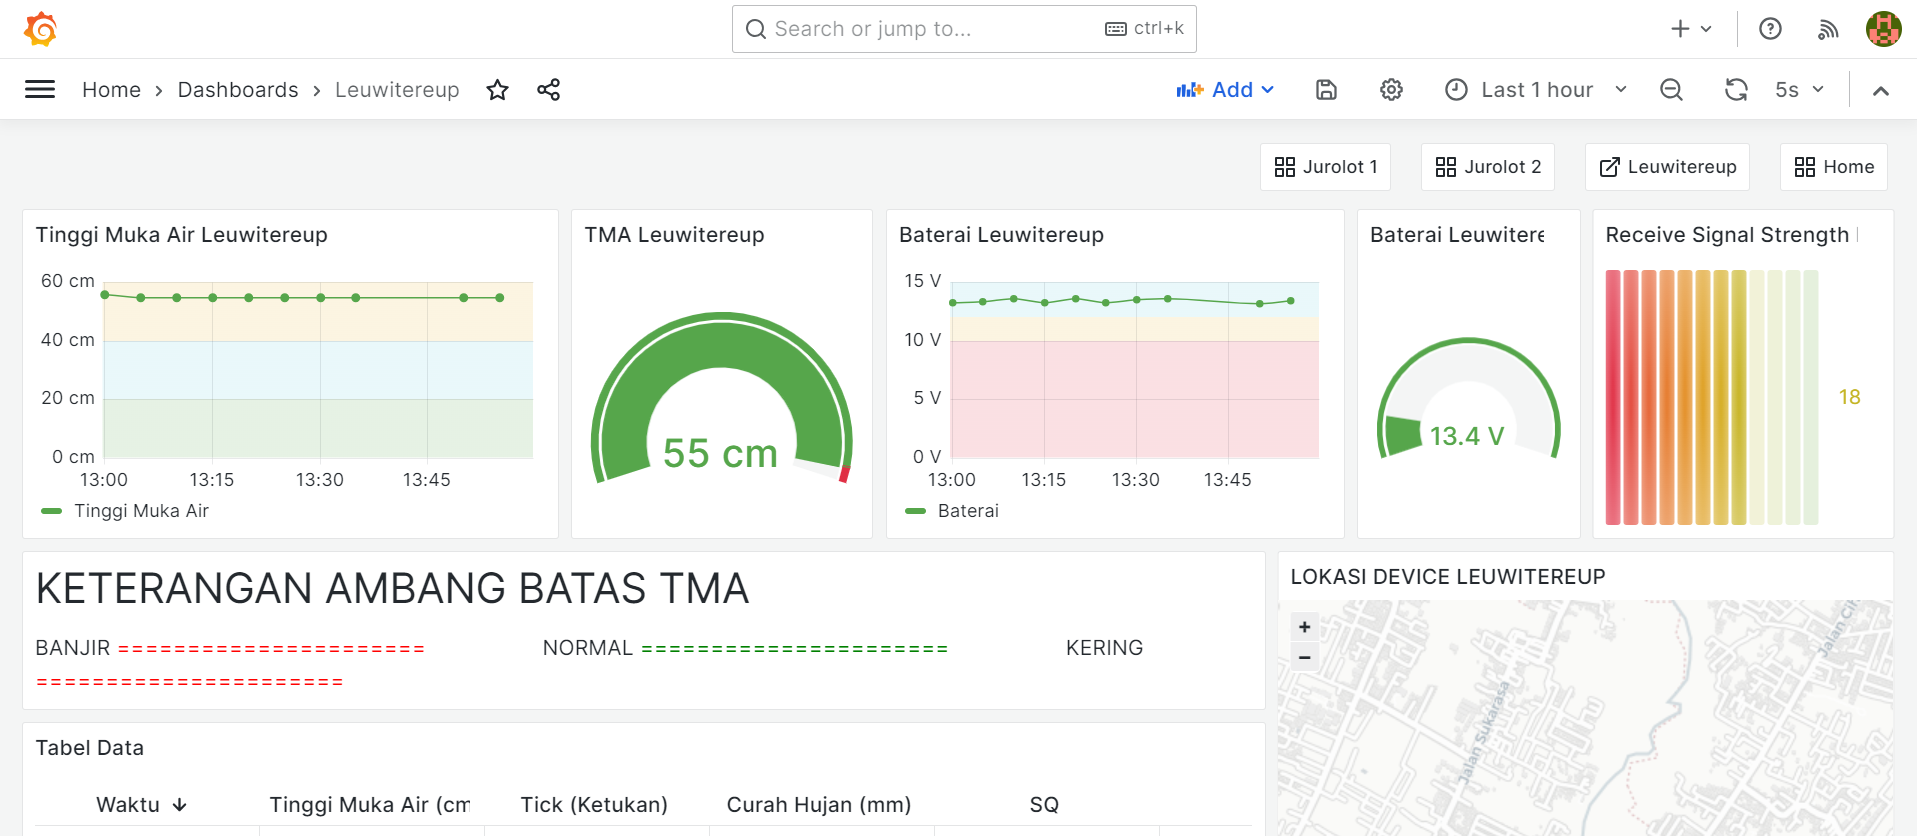 Search or jump to...
ctrl+k
Home › Dashboards › Leuwitereup
Add
Last 1 hour
5s
Jurolot 1
Jurolot 2
Leuwitereup
Home
Tinggi Muka Air Leuwitereup
60 cm
40 cm
20 cm
0 cm
13:00 13:15 13:30 13:45
Tinggi Muka Air
TMA Leuwitereup
55 cm
Baterai Leuwitereup
15 V
10 V
5 V
0 V
13:00 13:15 13:30 13:45
Baterai
Baterai Leuwitere
13.4 V
Receive Signal Strength
18
KETERANGAN AMBANG BATAS TMA
BANJIR ====================== NORMAL ====================== KERING
======================
LOKASI DEVICE LEUWITEREUP
+
−
Jalan Sukarasa
Tabel Data
Waktu ↓ Tinggi Muka Air (cm Tick (Ketukan) Curah Hujan (mm) SQ